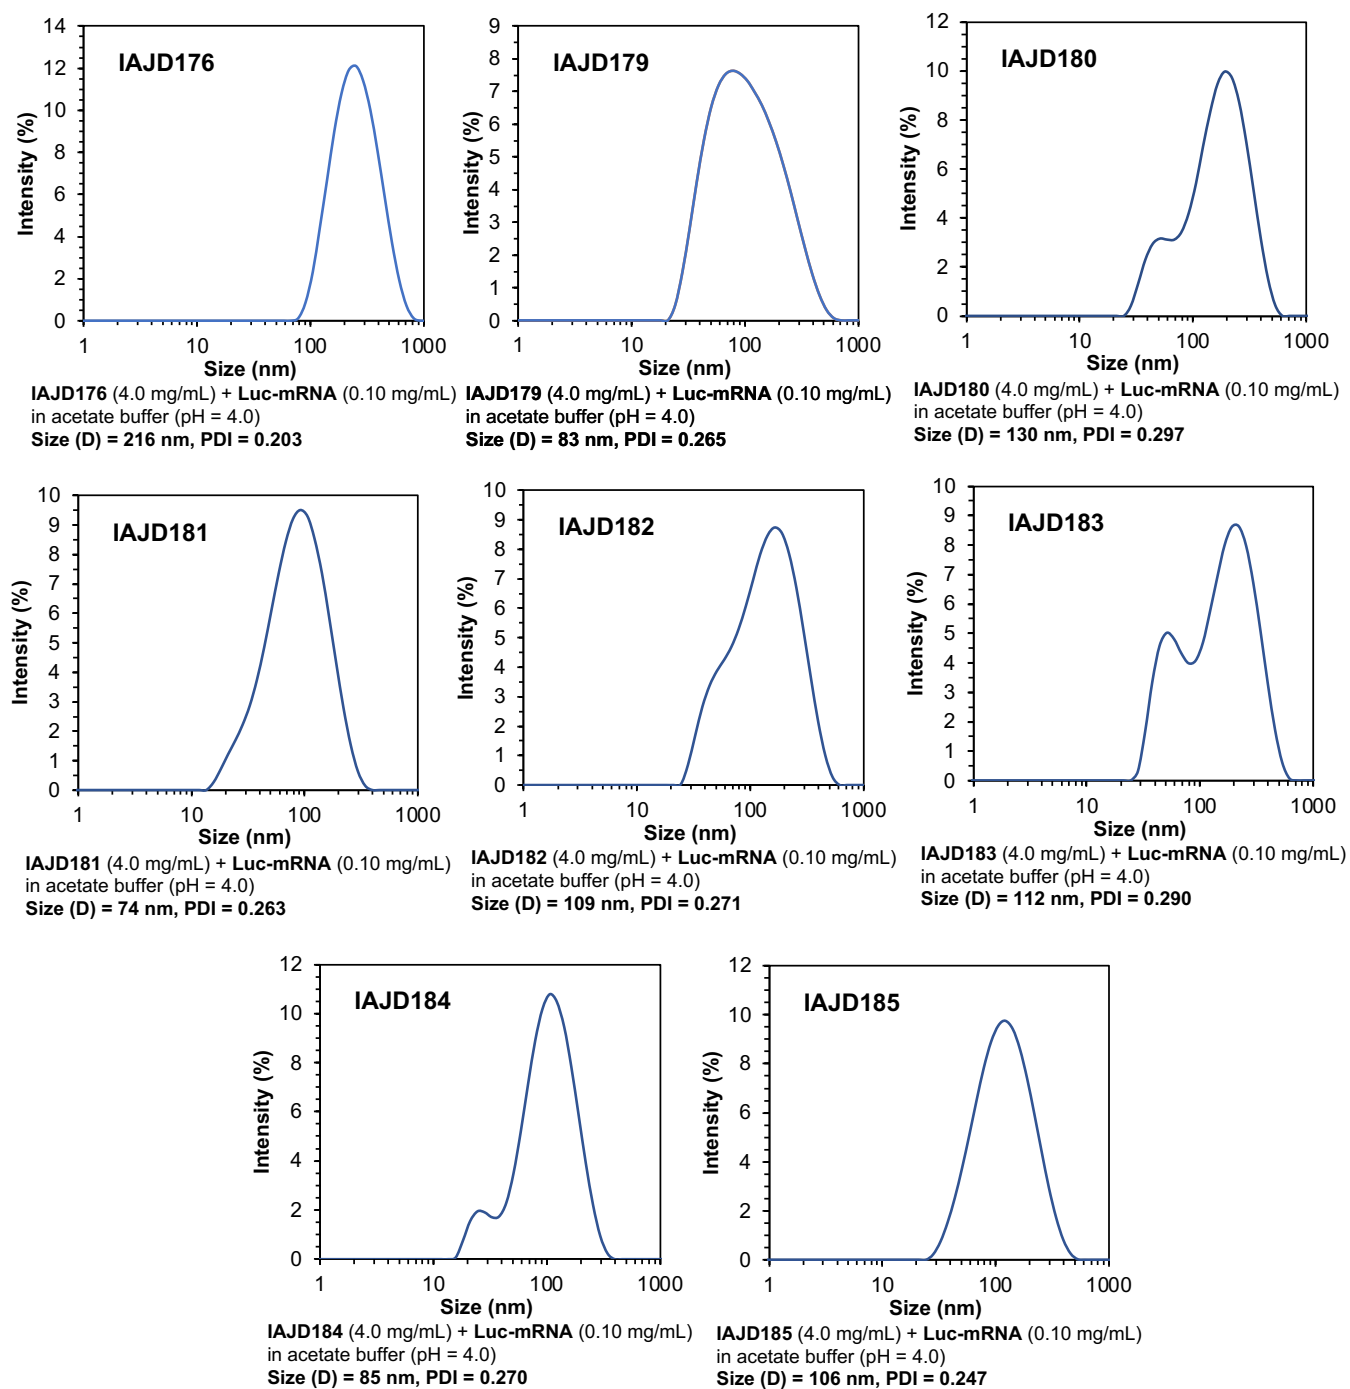 IAJD176
Intensity (%)
14
12
10
8
6
4
2
0
1 10 100 1000
Size (nm)
IAJD176 (4.0 mg/mL) + Luc-mRNA (0.10 mg/mL)
in acetate buffer (pH = 4.0)
Size (D) = 216 nm, PDI = 0.203
IAJD179
Intensity (%)
9
8
7
6
5
4
3
2
1
0
1 10 100 1000
Size (nm)
IAJD179 (4.0 mg/mL) + Luc-mRNA (0.10 mg/mL)
in acetate buffer (pH = 4.0)
Size (D) = 83 nm, PDI = 0.265
IAJD180
Intensity (%)
12
10
8
6
4
2
0
1 10 100 1000
Size (nm)
IAJD180 (4.0 mg/mL) + Luc-mRNA (0.10 mg/mL)
in acetate buffer (pH = 4.0)
Size (D) = 130 nm, PDI = 0.297
IAJD181
Intensity (%)
10
9
8
7
6
5
4
3
2
1
0
1 10 100 1000
Size (nm)
IAJD181 (4.0 mg/mL) + Luc-mRNA (0.10 mg/mL)
in acetate buffer (pH = 4.0)
Size (D) = 74 nm, PDI = 0.263
IAJD182
Intensity (%)
10
9
8
7
6
5
4
3
2
1
0
1 10 100 1000
Size (nm)
IAJD182 (4.0 mg/mL) + Luc-mRNA (0.10 mg/mL)
in acetate buffer (pH = 4.0)
Size (D) = 109 nm, PDI = 0.271
IAJD183
Intensity (%)
10
9
8
7
6
5
4
3
2
1
0
1 10 100 1000
Size (nm)
IAJD183 (4.0 mg/mL) + Luc-mRNA (0.10 mg/mL)
in acetate buffer (pH = 4.0)
Size (D) = 112 nm, PDI = 0.290
IAJD184
Intensity (%)
12
10
8
6
4
2
0
1 10 100 1000
Size (nm)
IAJD184 (4.0 mg/mL) + Luc-mRNA (0.10 mg/mL)
in acetate buffer (pH = 4.0)
Size (D) = 85 nm, PDI = 0.270
IAJD185
Intensity (%)
12
10
8
6
4
2
0
1 10 100 1000
Size (nm)
IAJD185 (4.0 mg/mL) + Luc-mRNA (0.10 mg/mL)
in acetate buffer (pH = 4.0)
Size (D) = 106 nm, PDI = 0.247